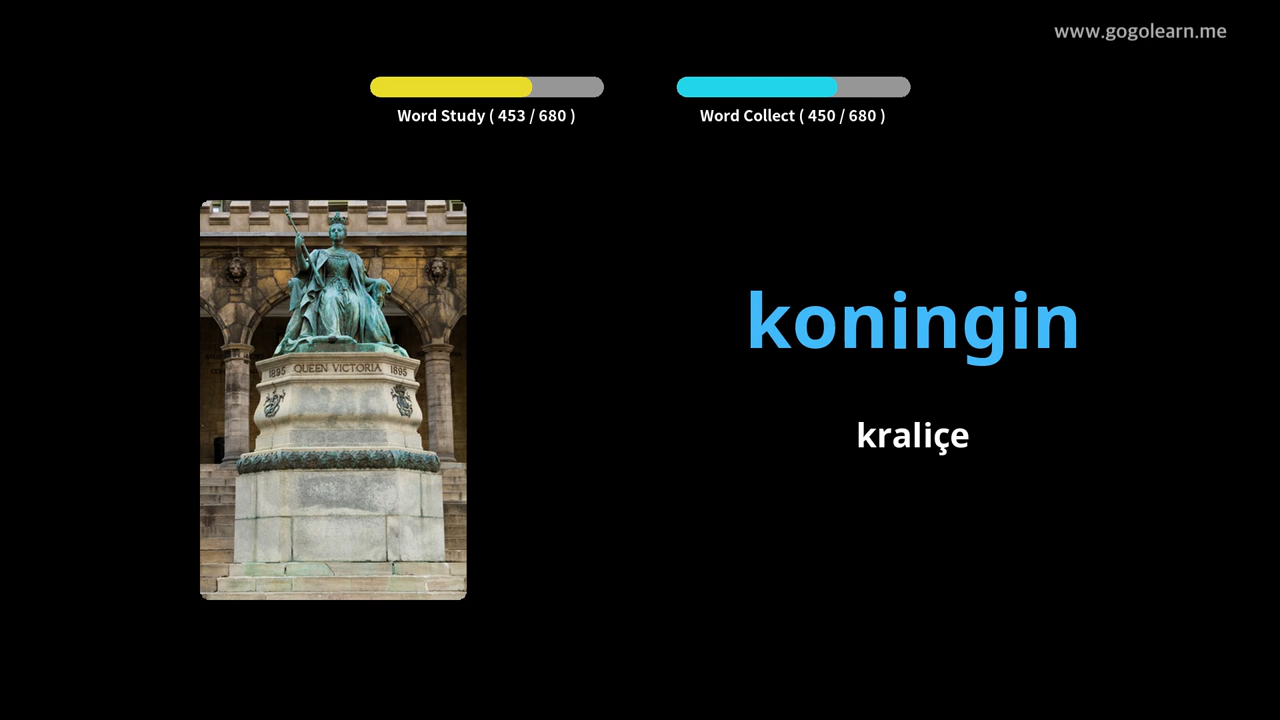 www.gogolearn.me
Word Study ( 453 / 680 )
Word Collect ( 450 / 680 )
1895 QUEEN VICTORIA 1895
koningin
kraliçe